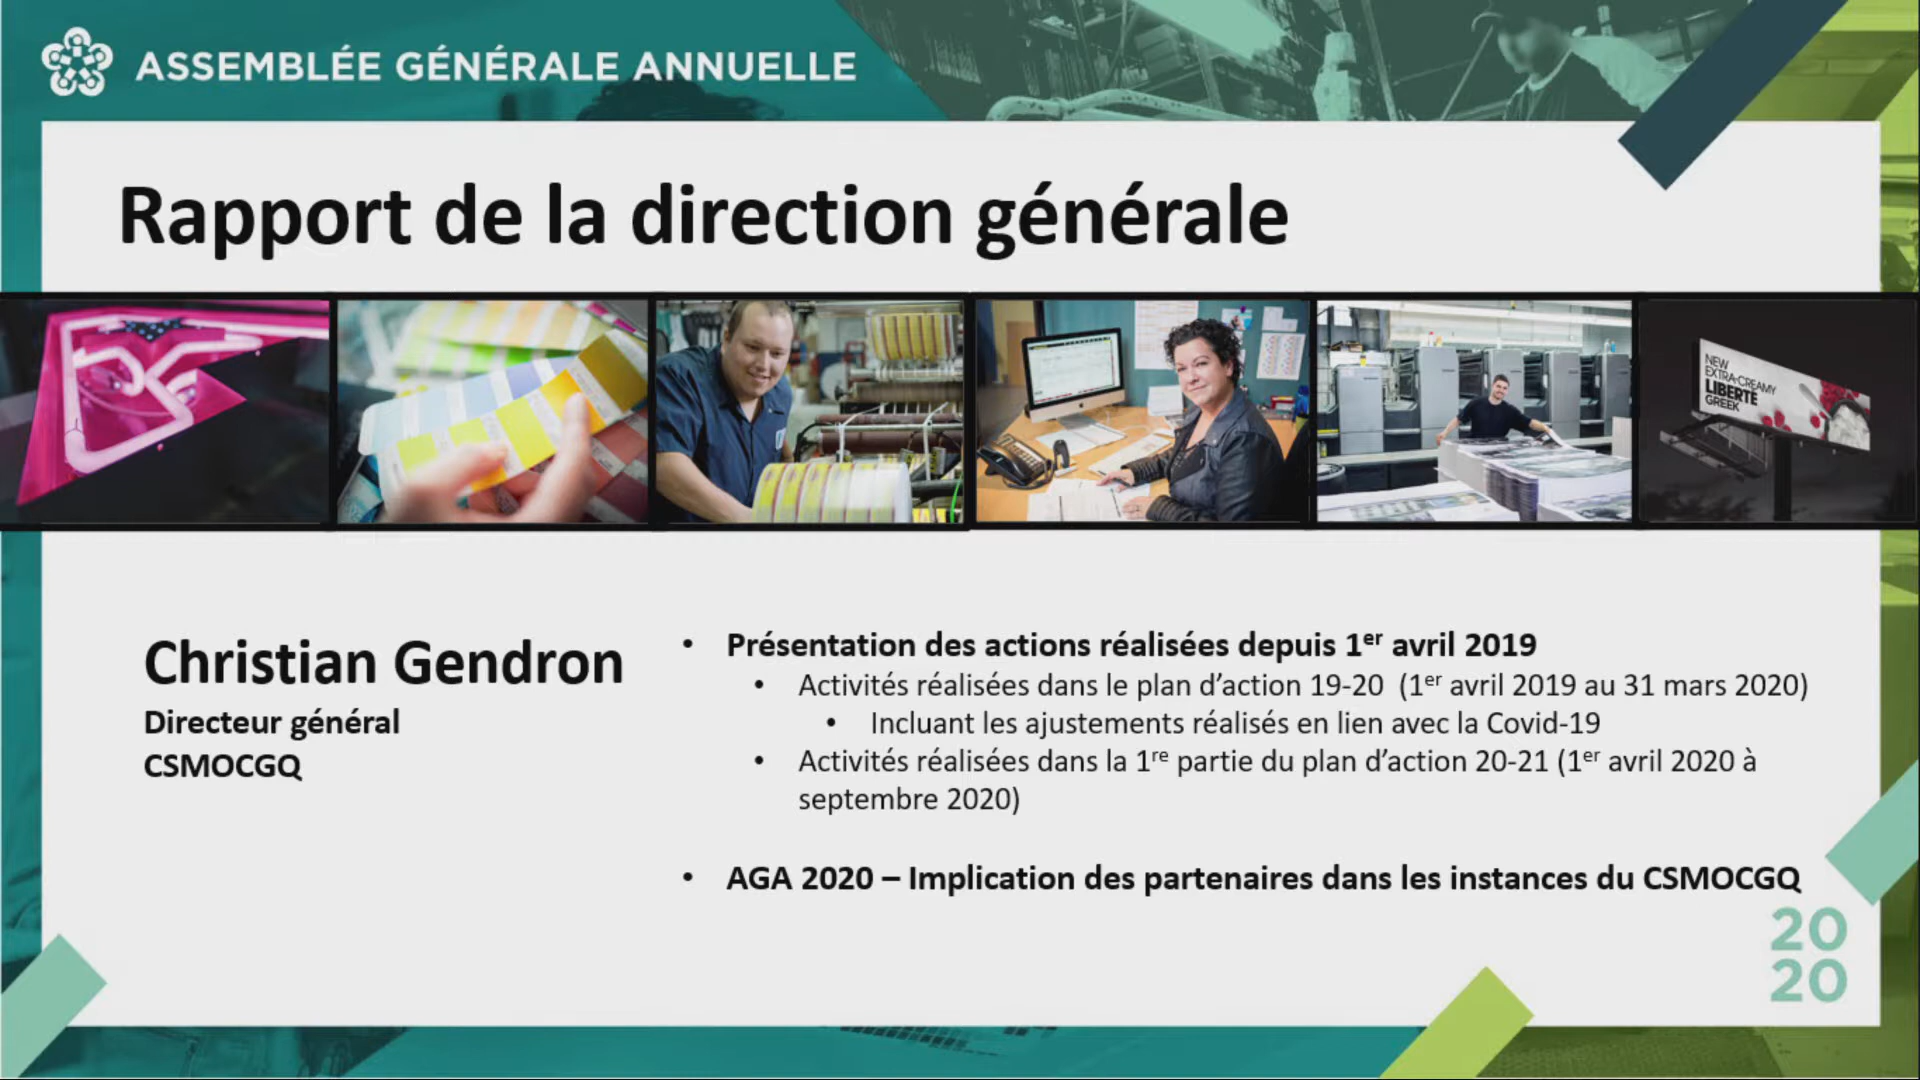 ASSEMBLÉE GÉNÉRALE ANNUELLE
Rapport de la direction générale
NEW
EXTRA-CREAMY
LIBERTÉ
GREEK
Christian Gendron
Directeur général
CSMOCGQ
• Présentation des actions réalisées depuis 1er avril 2019
• Activités réalisées dans le plan d’action 19-20 (1er avril 2019 au 31 mars 2020)
• Incluant les ajustements réalisés en lien avec la Covid-19
• Activités réalisées dans la 1re partie du plan d’action 20-21 (1er avril 2020 à
septembre 2020)
• AGA 2020 – Implication des partenaires dans les instances du CSMOCGQ
20
20